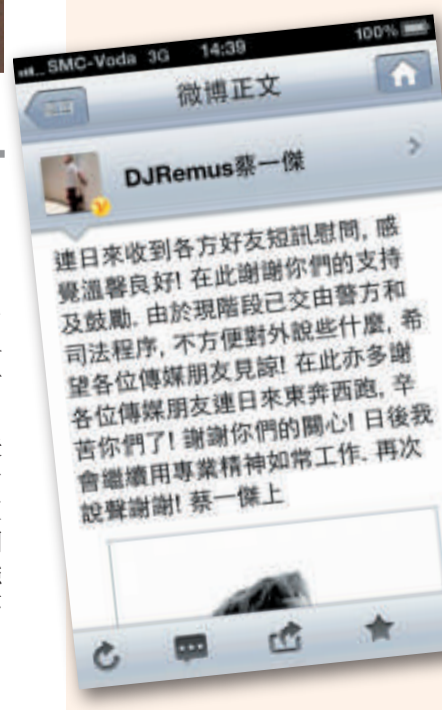 SMC-Voda 3G 14:39 100%
微博正文
DJRemus蔡一傑
連日來收到各方好友短訊慰問, 感
覺溫馨良好! 在此謝謝你們的支持
及鼓勵. 由於現階段已交由警方和
司法程序, 不方便對外說些什麼, 希
望各位傳媒朋友見諒! 在此亦多謝
各位傳媒朋友連日來東奔西跑, 辛
苦你們了! 謝謝你們的關心! 日後我
會繼續用專業精神如常工作. 再次
說聲謝謝! 蔡一傑上